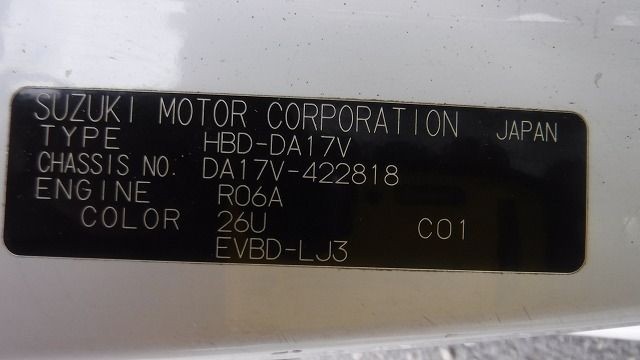 SUZUKI MOTOR CORPORATION JAPAN
TYPE HBD-DA17V
CHASSIS NO. DA17V-422818
ENGINE R06A
COLOR 26U C01
EVBD-LJ3